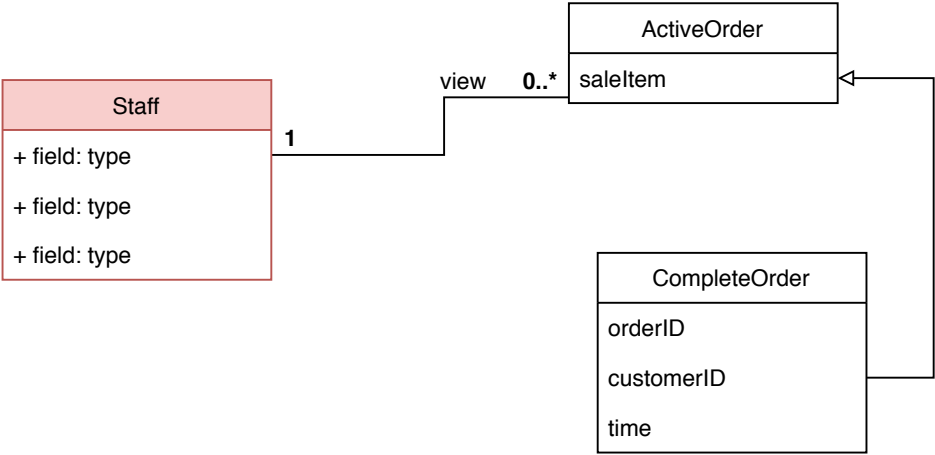 ActiveOrder
saleItem
view 0..*
Staff
1
+ field: type
+ field: type
+ field: type
CompleteOrder
orderID
customerID
time